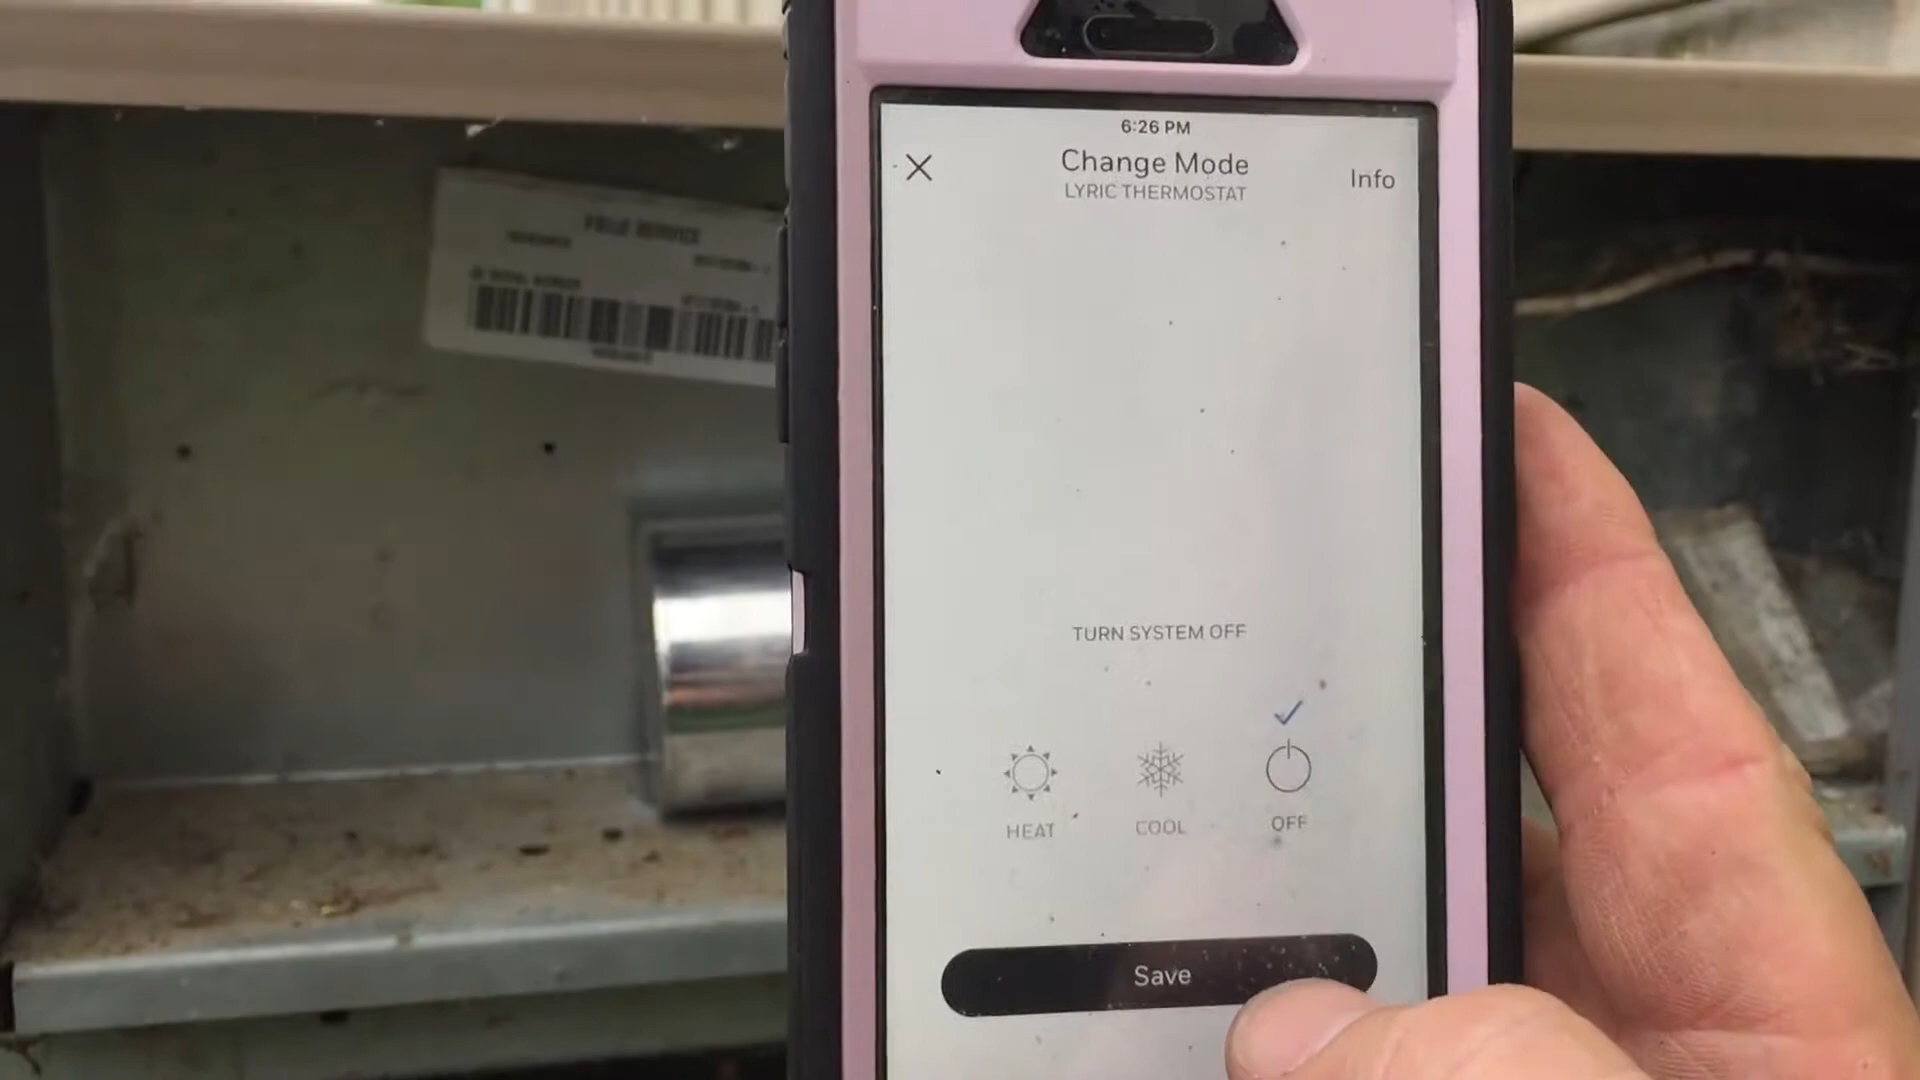 6:26 PM
Change Mode
Info
LYRIC THERMOSTAT
TURN SYSTEM OFF
HEAT
COOL
OFF
Save